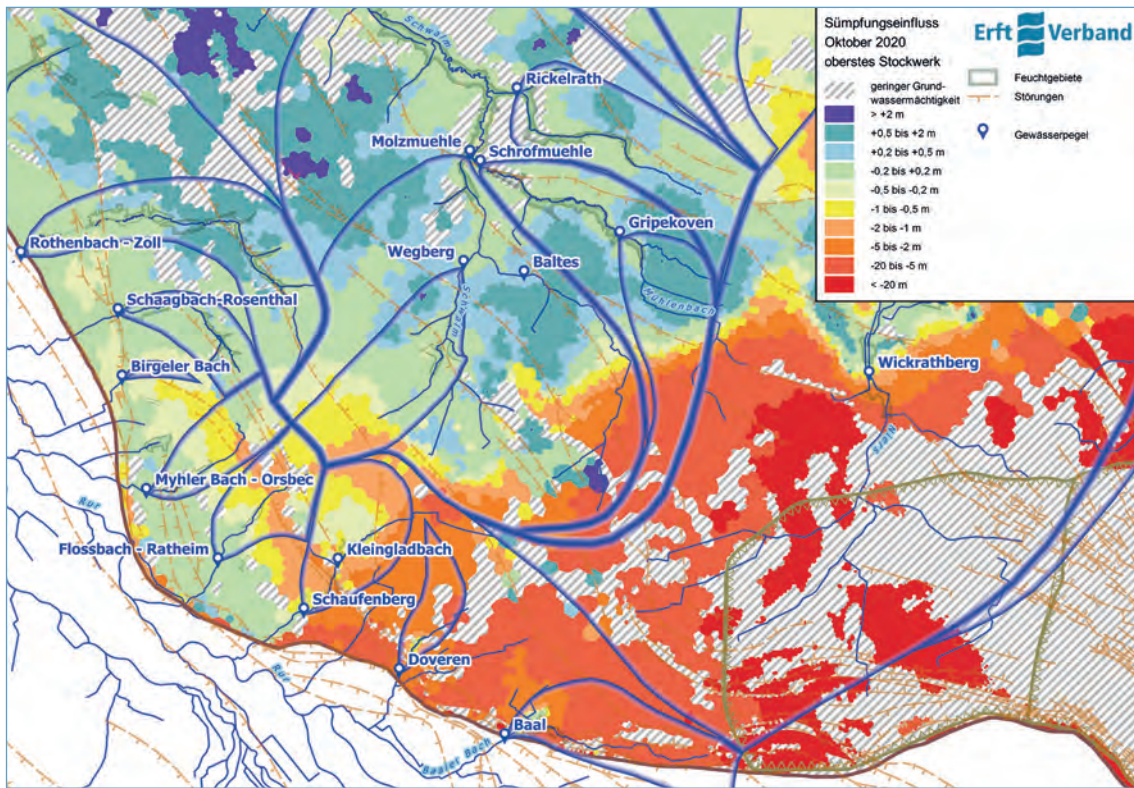 Sümpfungseinfluss
Oktober 2020
oberstes Stockwerk
Erft Verband
geringer Grund-
wassermächtigkeit
> +2 m
+0,5 bis +2 m
+0,2 bis +0,5 m
-0,2 bis +0,2 m
-0,5 bis -0,2 m
-1 bis -0,5 m
-2 bis -1 m
-5 bis -2 m
-20 bis -5 m
< -20 m
Feuchtgebiete
Störungen
Gewässerpegel
Schwalm
Rickelrath
Molzmuehle
Schrofmuehle
Gripekoven
Rothenbach - Zoll
Wegberg
Baltes
Mühlenbach
Schwalm
Schaagbach-Rosenthal
Birgeler Bach
Wickrathberg
Niers
Myhler Bach - Orsbec
Rur
Flossbach - Ratheim
Kleingladbach
Schaufenberg
Rur
Doveren
Baal
Baaler Bach